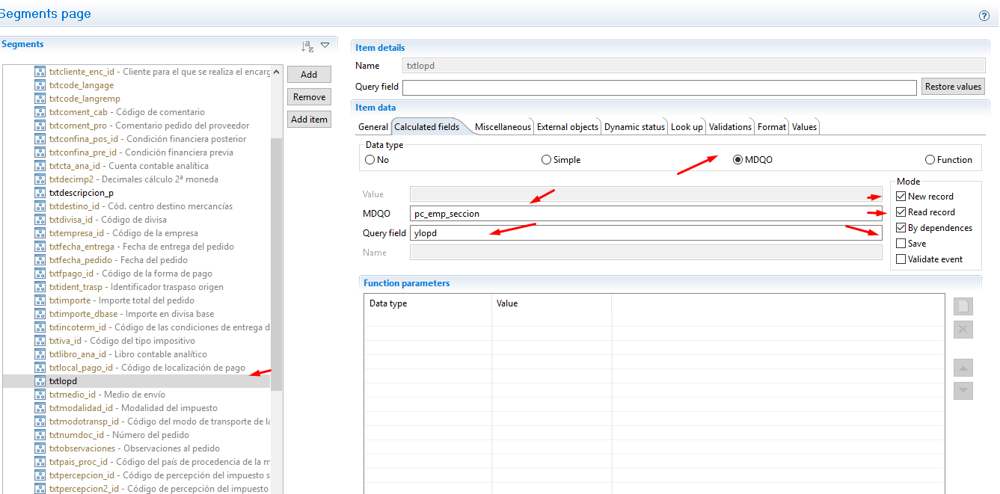 Segments page
Segments
txtcliente_enc_id - Cliente para el que se realiza el encarg
txtcode_langage
txtcode_langremp
txtcoment_cab - Código de comentario
txtcoment_pro - Comentario pedido del proveedor
txtconfina_pos_id - Condición financiera posterior
txtconfina_pre_id - Condición financiera previa
txtcta_ana_id - Cuenta contable analítica
txtdecimp2 - Decimales cálculo 2ª moneda
txtdescripcion_p
txtdestino_id - Cód. centro destino mercancías
txtdivisa_id - Código de divisa
txtempresa_id - Código de la empresa
txtfecha_entrega - Fecha de entrega del pedido
txtfecha_pedido - Fecha del pedido
txtfpago_id - Código de la forma de pago
txtident_trasp - Identificador traspaso origen
txtimporte - Importe total del pedido
txtimporte_dbase - Importe en divisa base
txtincoterm_id - Código de las condiciones de entrega d
txtiva_id - Código del tipo impositivo
txtlibro_ana_id - Libro contable analítico
txtlocal_pago_id - Código de localización de pago
txtlopd
txtmedio_id - Medio de envío
txtmodalidad_id - Modalidad del impuesto
txtmodotransp_id - Código del modo de transporte de la
txtnumdoc_id - Número del pedido
txtobservaciones - Observaciones al pedido
txtpais_proc_id - Código del país de procedencia de la m
txtpercepcion_id - Código de percepción del impuesto s
txtpercepcion2_id - Código de percepción del impuesto
Add
Remove
Add item
Item details
Name txtlopd
Query field Restore values
Item data
General Calculated fields Miscellaneous External objects Dynamic status Look up Validations Format Values
Data type
No Simple MDQO Function
Value
MDQO pc_emp_seccion
Query field ylopd
Name
Mode
New record
Read record
By dependences
Save
Validate event
Function parameters
Data type Value